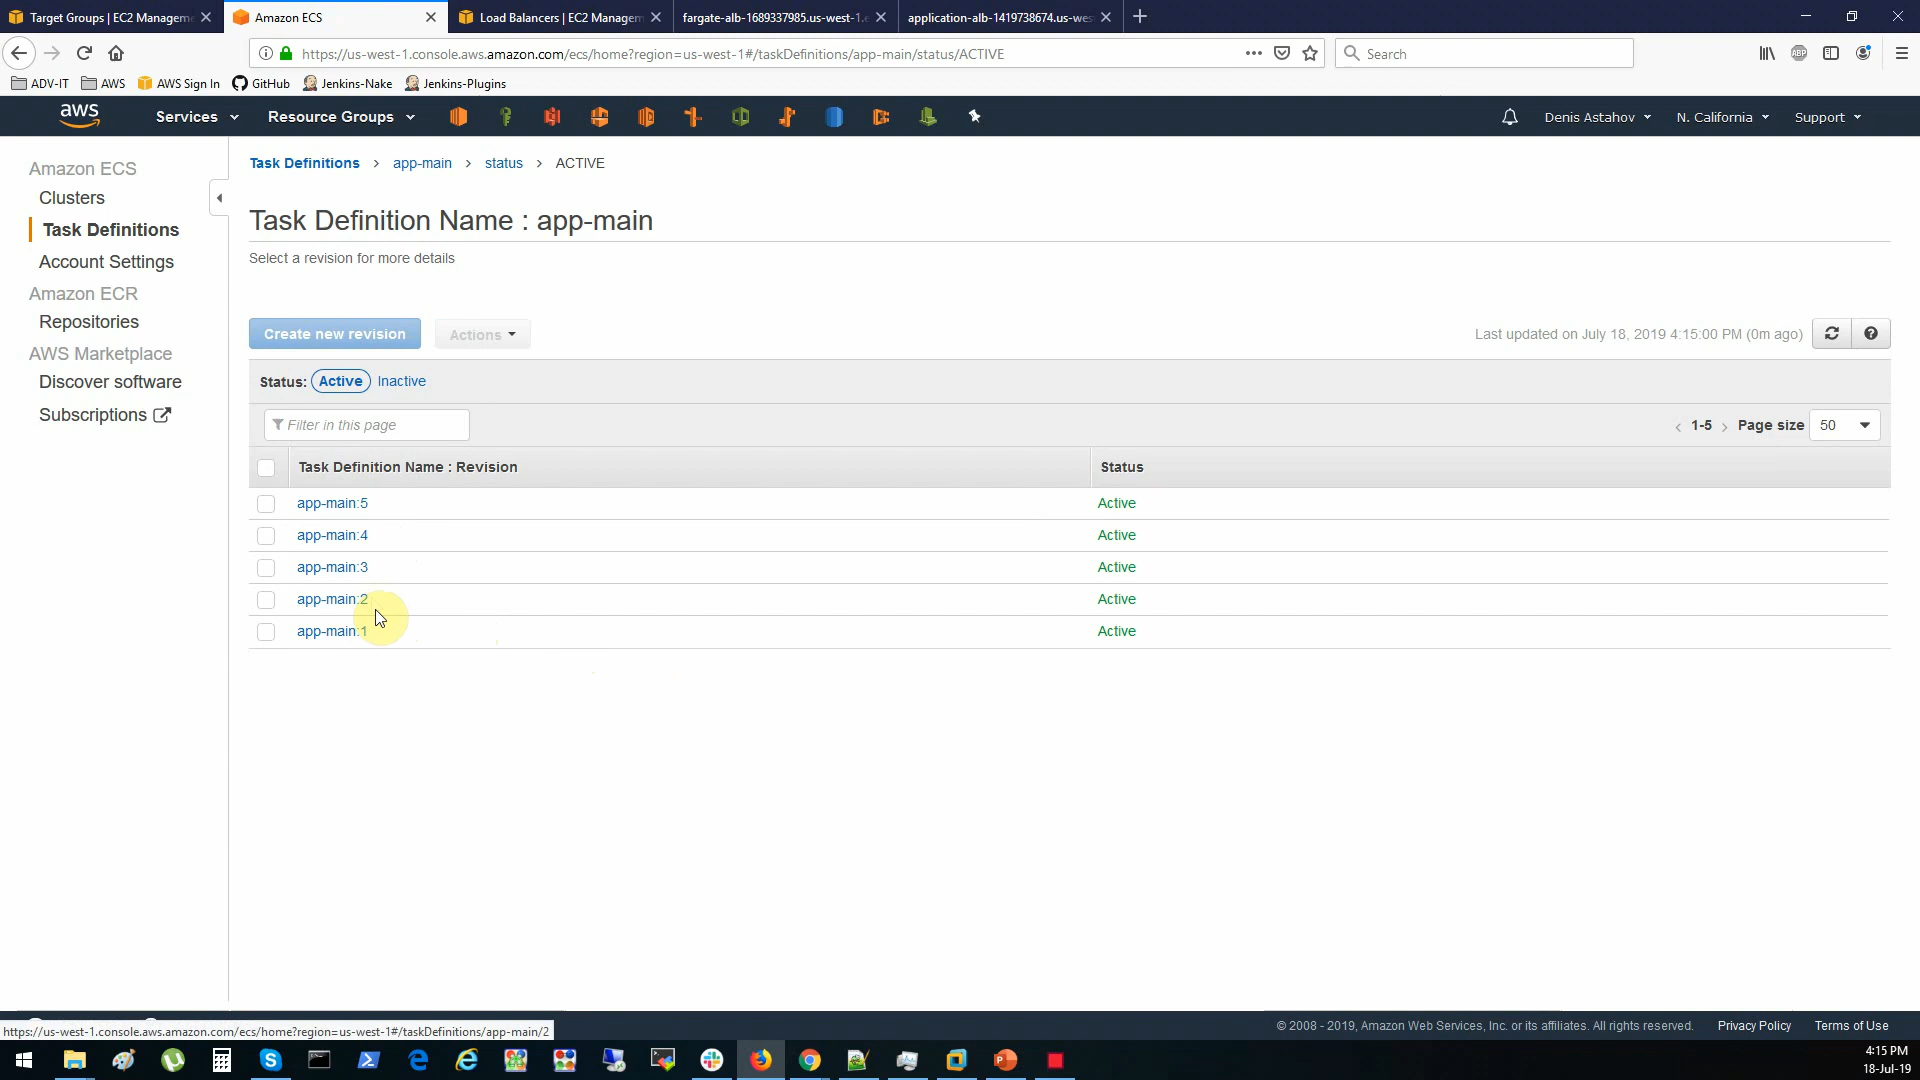 Target Groups | EC2 Manageme
Amazon ECS
Load Balancers | EC2 Managem
fargate-alb-1689337985.us-west-1.e
application-alb-1419738674.us-wes
https://us-west-1.console.aws.amazon.com/ecs/home?region=us-west-1#/taskDefinitions/app-main/status/ACTIVE
Search
ABP
ADV-IT
AWS
AWS Sign In
GitHub
Jenkins-Nake
Jenkins-Plugins
aws
Services
Resource Groups
Denis Astahov
N. California
Support
Amazon ECS
Clusters
Task Definitions
Account Settings
Amazon ECR
Repositories
AWS Marketplace
Discover software
Subscriptions
Task Definitions > app-main > status > ACTIVE
Task Definition Name : app-main
Select a revision for more details
Create new revision
Actions
Last updated on July 18, 2019 4:15:00 PM (0m ago)
Status: Active Inactive
Filter in this page
< 1-5 > Page size 50
Task Definition Name : Revision Status
app-main:5 Active
app-main:4 Active
app-main:3 Active
app-main:2 Active
app-main:1 Active
https://us-west-1.console.aws.amazon.com/ecs/home?region=us-west-1#/taskDefinitions/app-main/2
© 2008 - 2019, Amazon Web Services, Inc. or its affiliates. All rights reserved. Privacy Policy Terms of Use
4:15 PM
18-Jul-19